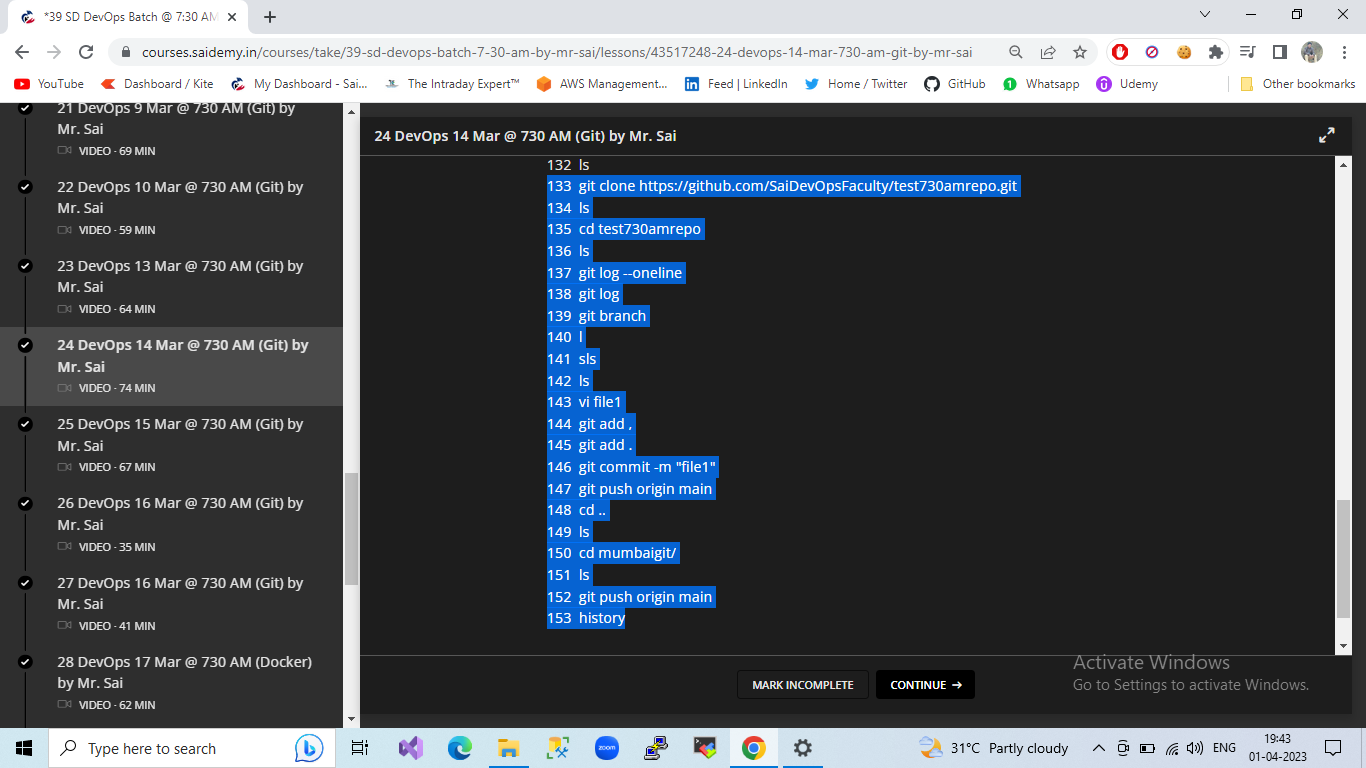 *39 SD DevOps Batch @ 7:30 AM
courses.saidemy.in/courses/take/39-sd-devops-batch-7-30-am-by-mr-sai/lessons/43517248-24-devops-14-mar-730-am-git-by-mr-sai
YouTube
Dashboard / Kite
My Dashboard - Sai...
The Intraday Expert™
AWS Management...
Feed | LinkedIn
Home / Twitter
GitHub
Whatsapp
Udemy
Other bookmarks
21 DevOps 9 Mar @ 730 AM (Git) by
Mr. Sai
VIDEO · 69 MIN
22 DevOps 10 Mar @ 730 AM (Git) by
Mr. Sai
VIDEO · 59 MIN
23 DevOps 13 Mar @ 730 AM (Git) by
Mr. Sai
VIDEO · 64 MIN
24 DevOps 14 Mar @ 730 AM (Git) by
Mr. Sai
VIDEO · 74 MIN
25 DevOps 15 Mar @ 730 AM (Git) by
Mr. Sai
VIDEO · 67 MIN
26 DevOps 16 Mar @ 730 AM (Git) by
Mr. Sai
VIDEO · 35 MIN
27 DevOps 16 Mar @ 730 AM (Git) by
Mr. Sai
VIDEO · 41 MIN
28 DevOps 17 Mar @ 730 AM (Docker)
by Mr. Sai
VIDEO · 62 MIN
24 DevOps 14 Mar @ 730 AM (Git) by Mr. Sai
132 ls
133 git clone https://github.com/SaiDevOpsFaculty/test730amrepo.git
134 ls
135 cd test730amrepo
136 ls
137 git log --oneline
138 git log
139 git branch
140 l
141 sls
142 ls
143 vi file1
144 git add ,
145 git add .
146 git commit -m "file1"
147 git push origin main
148 cd ..
149 ls
150 cd mumbaigit/
151 ls
152 git push origin main
153 history
MARK INCOMPLETE
CONTINUE →
Activate Windows
Go to Settings to activate Windows.
Type here to search
zoom
31°C Partly cloudy
ENG
19:43
01-04-2023